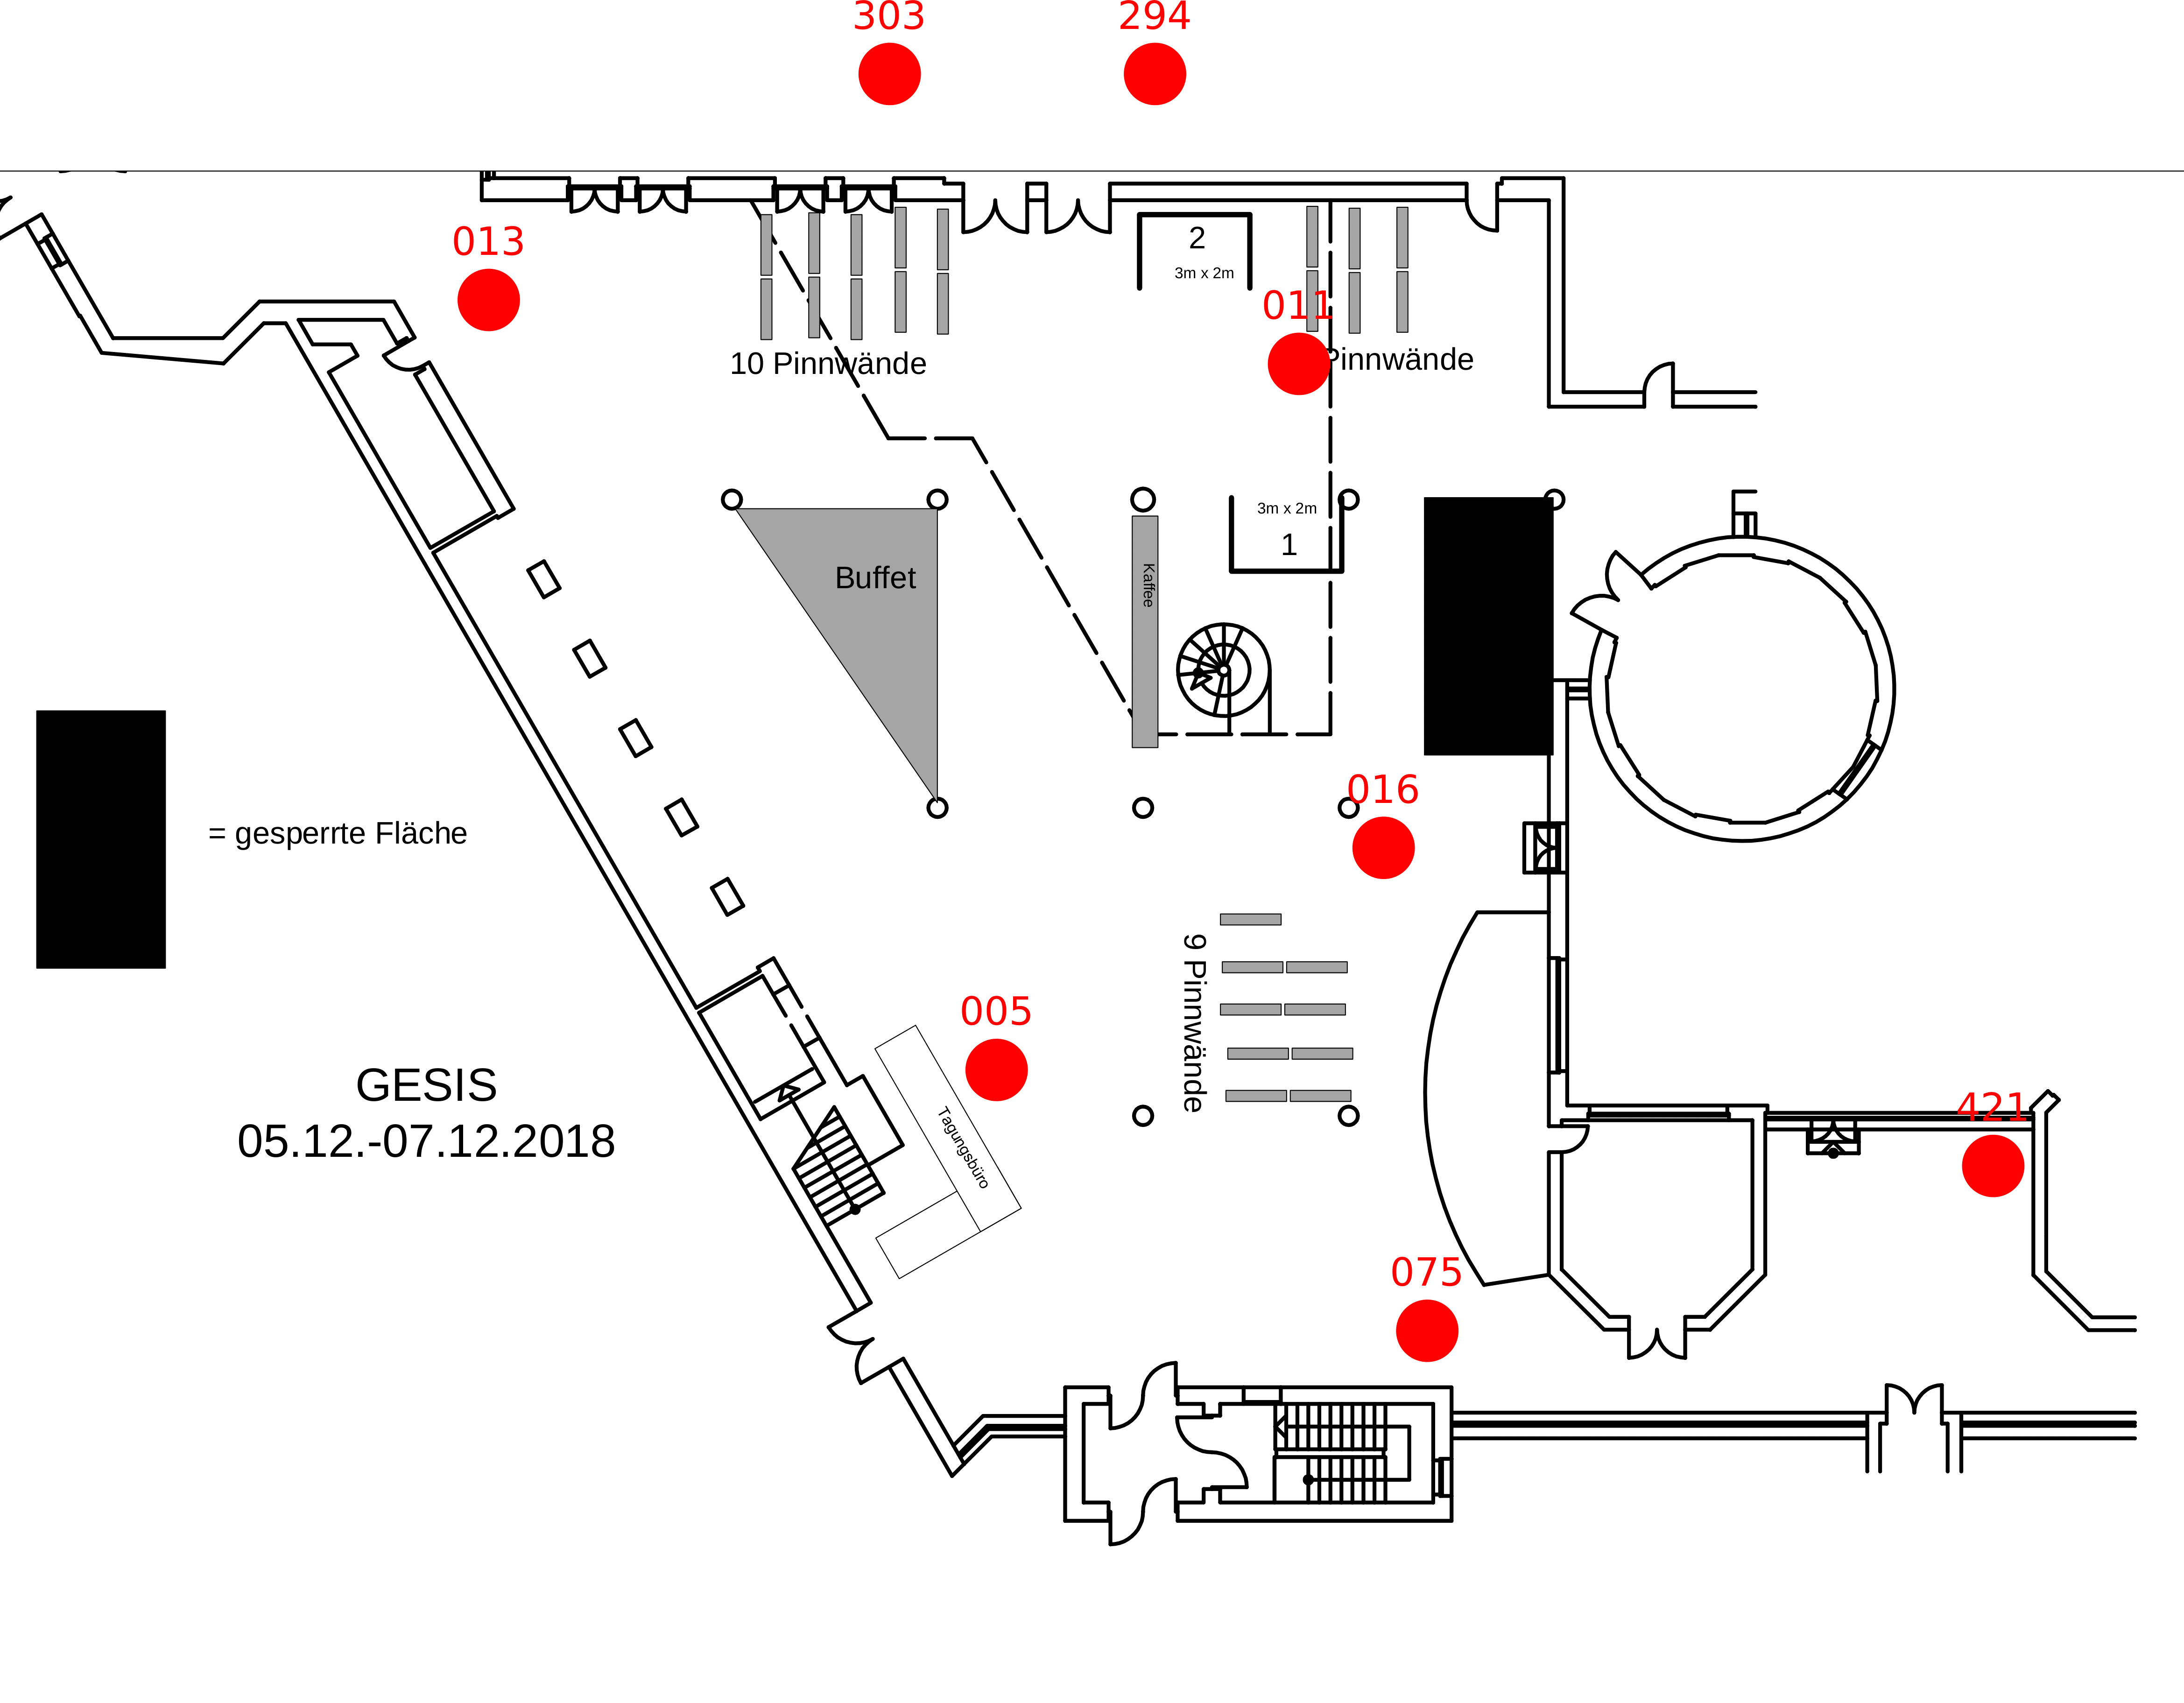 303
294
013
2
3m x 2m
011
10 Pinnwände
Pinnwände
3m x 2m
1
Buffet
Kaffee
016
= gesperrte Fläche
9 Pinnwände
005
GESIS
05.12.-07.12.2018
Tagungsbüro
421
075